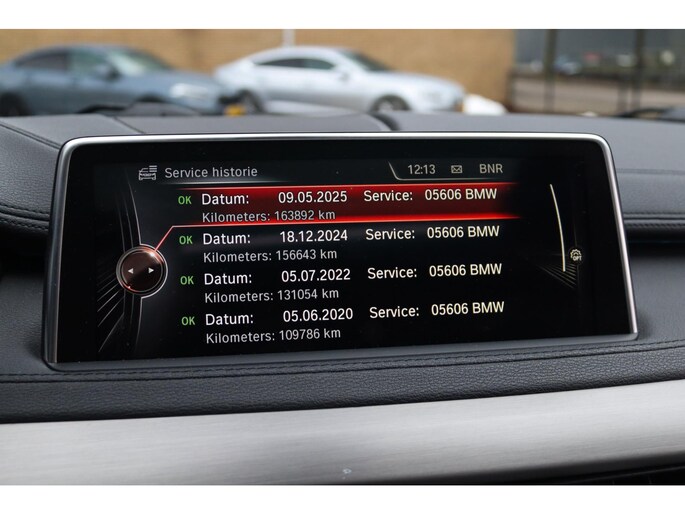 Service historie 12:13 BNR
OK Datum: 09.05.2025 Service: 05606 BMW
Kilometers: 163892 km
OK Datum: 18.12.2024 Service: 05606 BMW
Kilometers: 156643 km
OK Datum: 05.07.2022 Service: 05606 BMW
Kilometers: 131054 km
OK Datum: 05.06.2020 Service: 05606 BMW
Kilometers: 109786 km